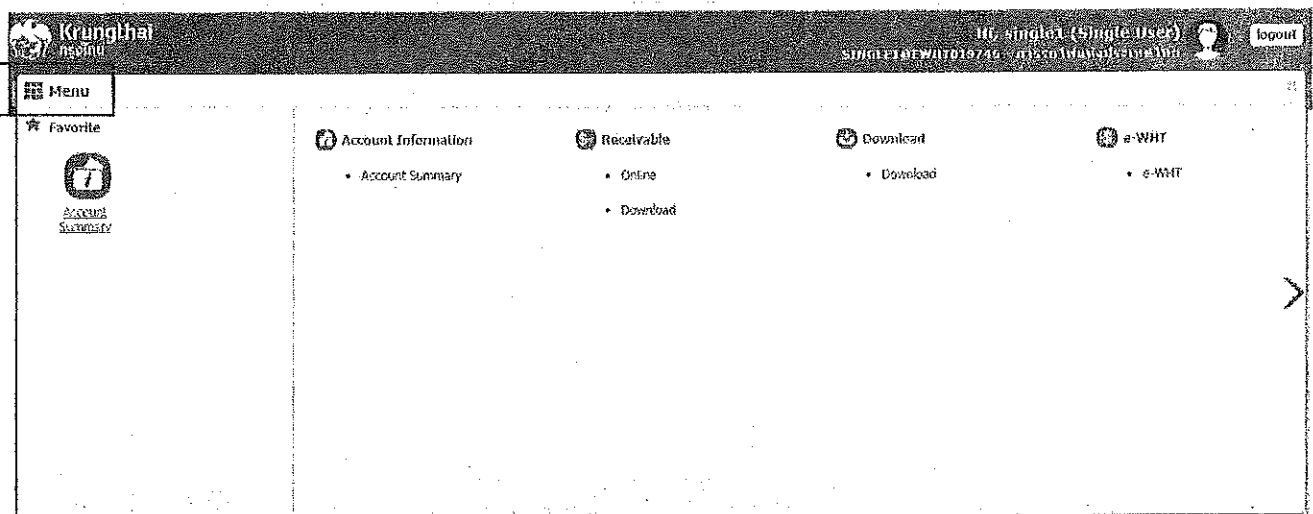 Krungthai
กรุงไทย
Hi, single1 (Single User)
logout
Menu
Favorite
Account
Summary
Account Information
• Account Summary
Receivable
• Online
• Download
Download
• Download
e-WHT
• e-WHT